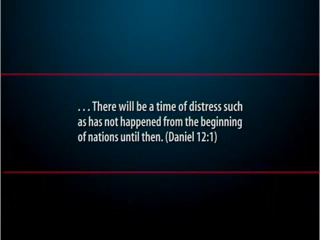 . . . There will be a time of distress such
as has not happened from the beginning
of nations until then. (Daniel 12:1)